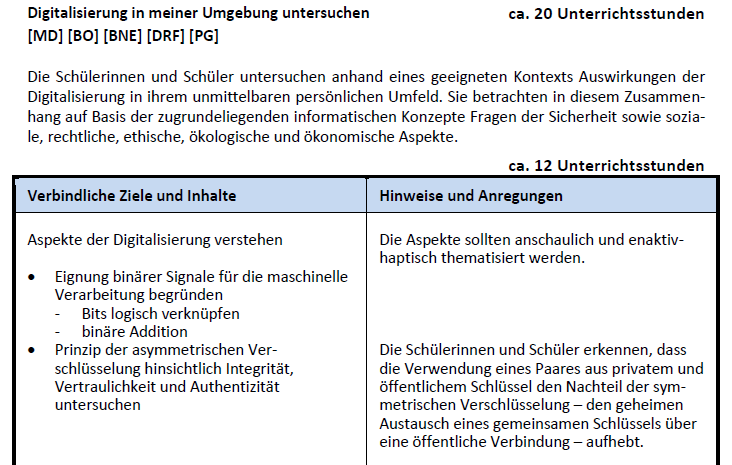 Digitalisierung in meiner Umgebung untersuchen ca. 20 Unterrichtsstunden
[MD] [BO] [BNE] [DRF] [PG]
Die Schülerinnen und Schüler untersuchen anhand eines geeigneten Kontexts Auswirkungen der
Digitalisierung in ihrem unmittelbaren persönlichen Umfeld. Sie betrachten in diesem Zusammen-
hang auf Basis der zugrundeliegenden informatischen Konzepte Fragen der Sicherheit sowie sozia-
le, rechtliche, ethische, ökologische und ökonomische Aspekte.
ca. 12 Unterrichtsstunden
Verbindliche Ziele und Inhalte
Aspekte der Digitalisierung verstehen
• Eignung binärer Signale für die maschinelle
Verarbeitung begründen
- Bits logisch verknüpfen
- binäre Addition
• Prinzip der asymmetrischen Ver-
schlüsselung hinsichtlich Integrität,
Vertraulichkeit und Authentizität
untersuchen
Hinweise und Anregungen
Die Aspekte sollten anschaulich und enaktiv-
haptisch thematisiert werden.
Die Schülerinnen und Schüler erkennen, dass
die Verwendung eines Paares aus privatem und
öffentlichem Schlüssel den Nachteil der sym-
metrischen Verschlüsselung – den geheimen
Austausch eines gemeinsamen Schlüssels über
eine öffentliche Verbindung – aufhebt.